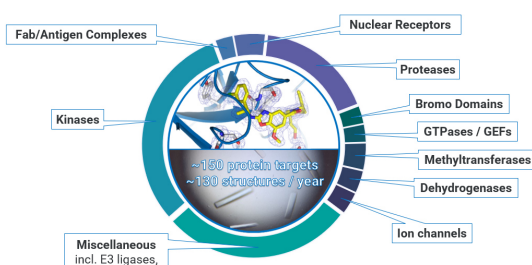 Nuclear Receptors
Fab/Antigen Complexes
Proteases
Bromo Domains
Kinases
GTPases / GEFs
~150 protein targets
~130 structures / year
Methyltransferases
Dehydrogenases
Ion channels
Miscellaneous
incl. E3 ligases,